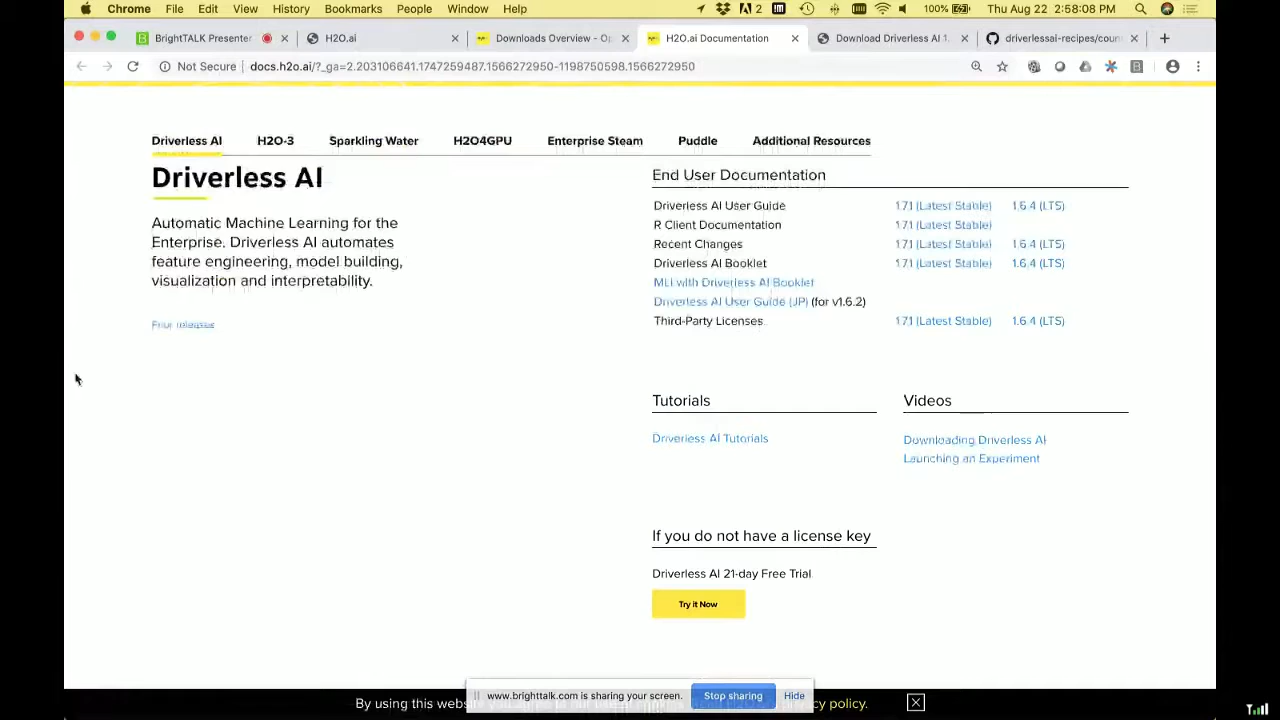 Chrome File Edit View History Bookmarks People Window Help 2 100% Thu Aug 22 2:58:08 PM
BrightTALK Presente H2O.ai Downloads Overview - Op H2O.ai Documentation Download Driverless AI 1. driverlessai-recipes/coun
Not Secure docs.h2o.ai/?_ga=2.203106641.1747259487.1566272950-1198750598.1566272950
Driverless AI H2O-3 Sparkling Water H2O4GPU Enterprise Steam Puddle Additional Resources
Driverless AI
Automatic Machine Learning for the
Enterprise. Driverless AI automates
feature engineering, model building,
visualization and interpretability.
Prior releases
End User Documentation
Driverless AI User Guide 1.7.1 (Latest Stable) 1.6.4 (LTS)
R Client Documentation 1.7.1 (Latest Stable)
Recent Changes 1.7.1 (Latest Stable) 1.6.4 (LTS)
Driverless AI Booklet 1.7.1 (Latest Stable) 1.6.4 (LTS)
MLI with Driverless AI Booklet
Driverless AI User Guide (JP) (for v1.6.2)
Third-Party Licenses 1.7.1 (Latest Stable) 1.6.4 (LTS)
Tutorials
Driverless AI Tutorials
Videos
Downloading Driverless AI
Launching an Experiment
If you do not have a license key
Driverless AI 21-day Free Trial
Try it Now
www.brighttalk.com is sharing your screen. Stop sharing Hide
By using this website policy.